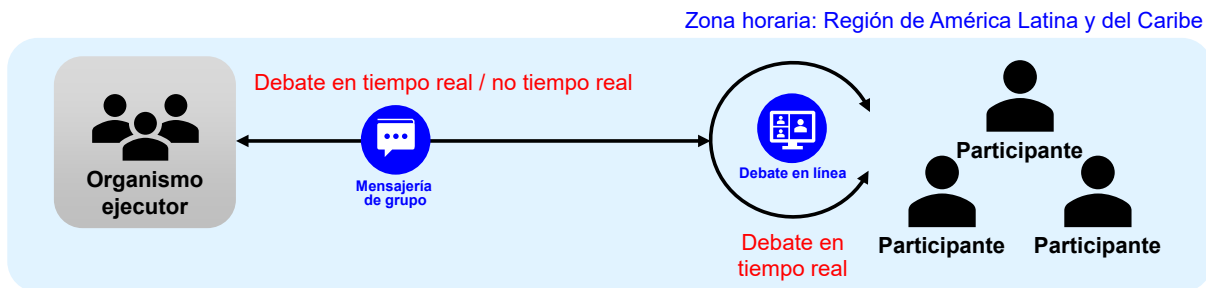 Zona horaria: Región de América Latina y del Caribe
Debate en tiempo real / no tiempo real
Organismo
ejecutor
Mensajería
de grupo
Debate en línea
Debate en
tiempo real
Participante
Participante
Participante